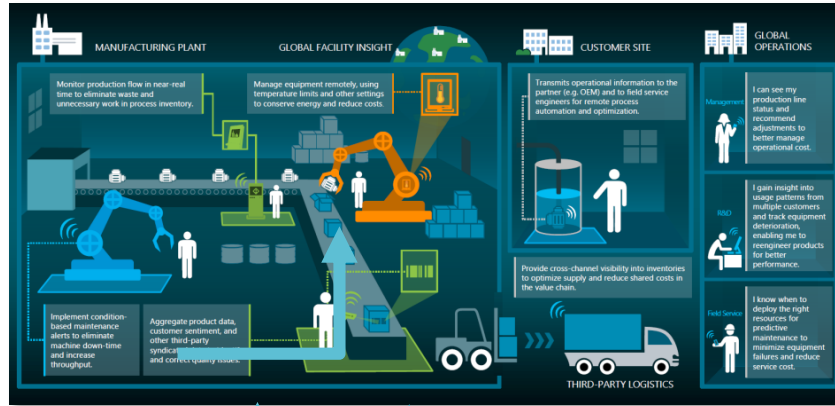 MANUFACTURING PLANT
GLOBAL FACILITY INSIGHT
CUSTOMER SITE
GLOBAL
OPERATIONS
Monitor production flow in near-real
time to eliminate waste and
unnecessary work in process inventory.
Manage equipment remotely, using
temperature limits and other settings
to conserve energy and reduce costs.
Transmits operational information to the
partner (e.g. OEM) and to field service
engineers for remote process
automation and optimization.
Management
I can see my
production line
status and
recommend
adjustments to
better manage
operational cost.
R&D
I gain insight into
usage patterns from
multiple customers
and track equipment
deterioration,
enabling me to
reengineer products
for better
performance.
Provide cross-channel visibility into inventories
to optimize supply and reduce shared costs in
the value chain.
Implement condition-
based maintenance
alerts to eliminate
machine down-time
and increase
throughput.
Aggregate product data,
customer sentiment, and
other third-party
and correct quality issues.
Field Service
I know when to
deploy the right
resources for
predictive
maintenance to
minimize equipment
failures and reduce
service cost.
THIRD-PARTY LOGISTICS